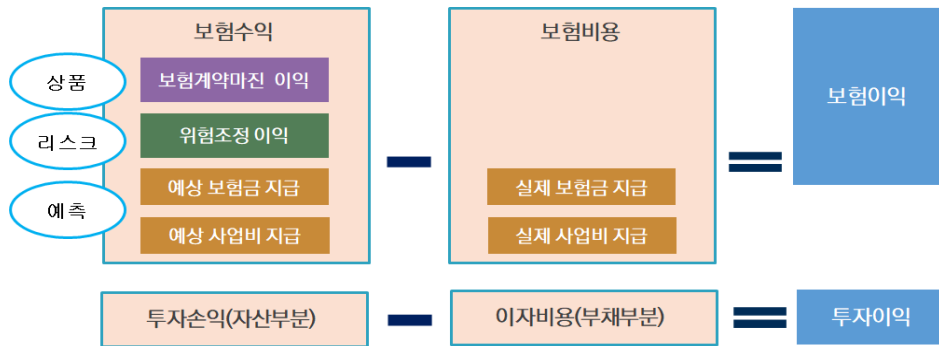 보험수익
보험비용
상품
보험계약마진 이익
보험이익
리스크
위험조정 이익
예측
예상 보험금 지급
실제 보험금 지급
예상 사업비 지급
실제 사업비 지급
투자손익(자산부분)
이자비용(부채부분)
투자이익